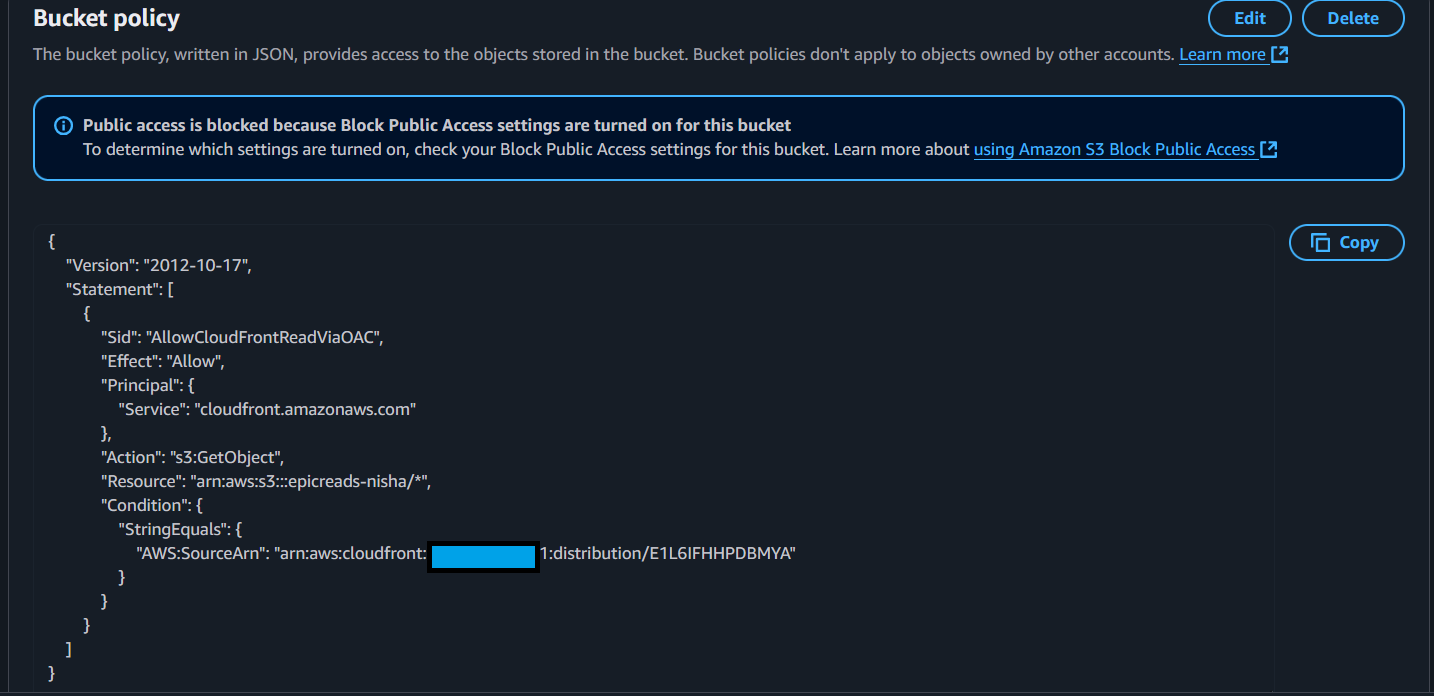 Bucket policy
Edit
Delete
The bucket policy, written in JSON, provides access to the objects stored in the bucket. Bucket policies don't apply to objects owned by other accounts. Learn more
Public access is blocked because Block Public Access settings are turned on for this bucket
To determine which settings are turned on, check your Block Public Access settings for this bucket. Learn more about using Amazon S3 Block Public Access
Copy
{
"Version": "2012-10-17",
"Statement": [
{
"Sid": "AllowCloudFrontReadViaOAC",
"Effect": "Allow",
"Principal": {
"Service": "cloudfront.amazonaws.com"
},
"Action": "s3:GetObject",
"Resource": "arn:aws:s3:::epicreads-nisha/*",
"Condition": {
"StringEquals": {
"AWS:SourceArn": "arn:aws:cloudfront: 1:distribution/E1L6IFHHPDBMYA"
}
}
}
]
}